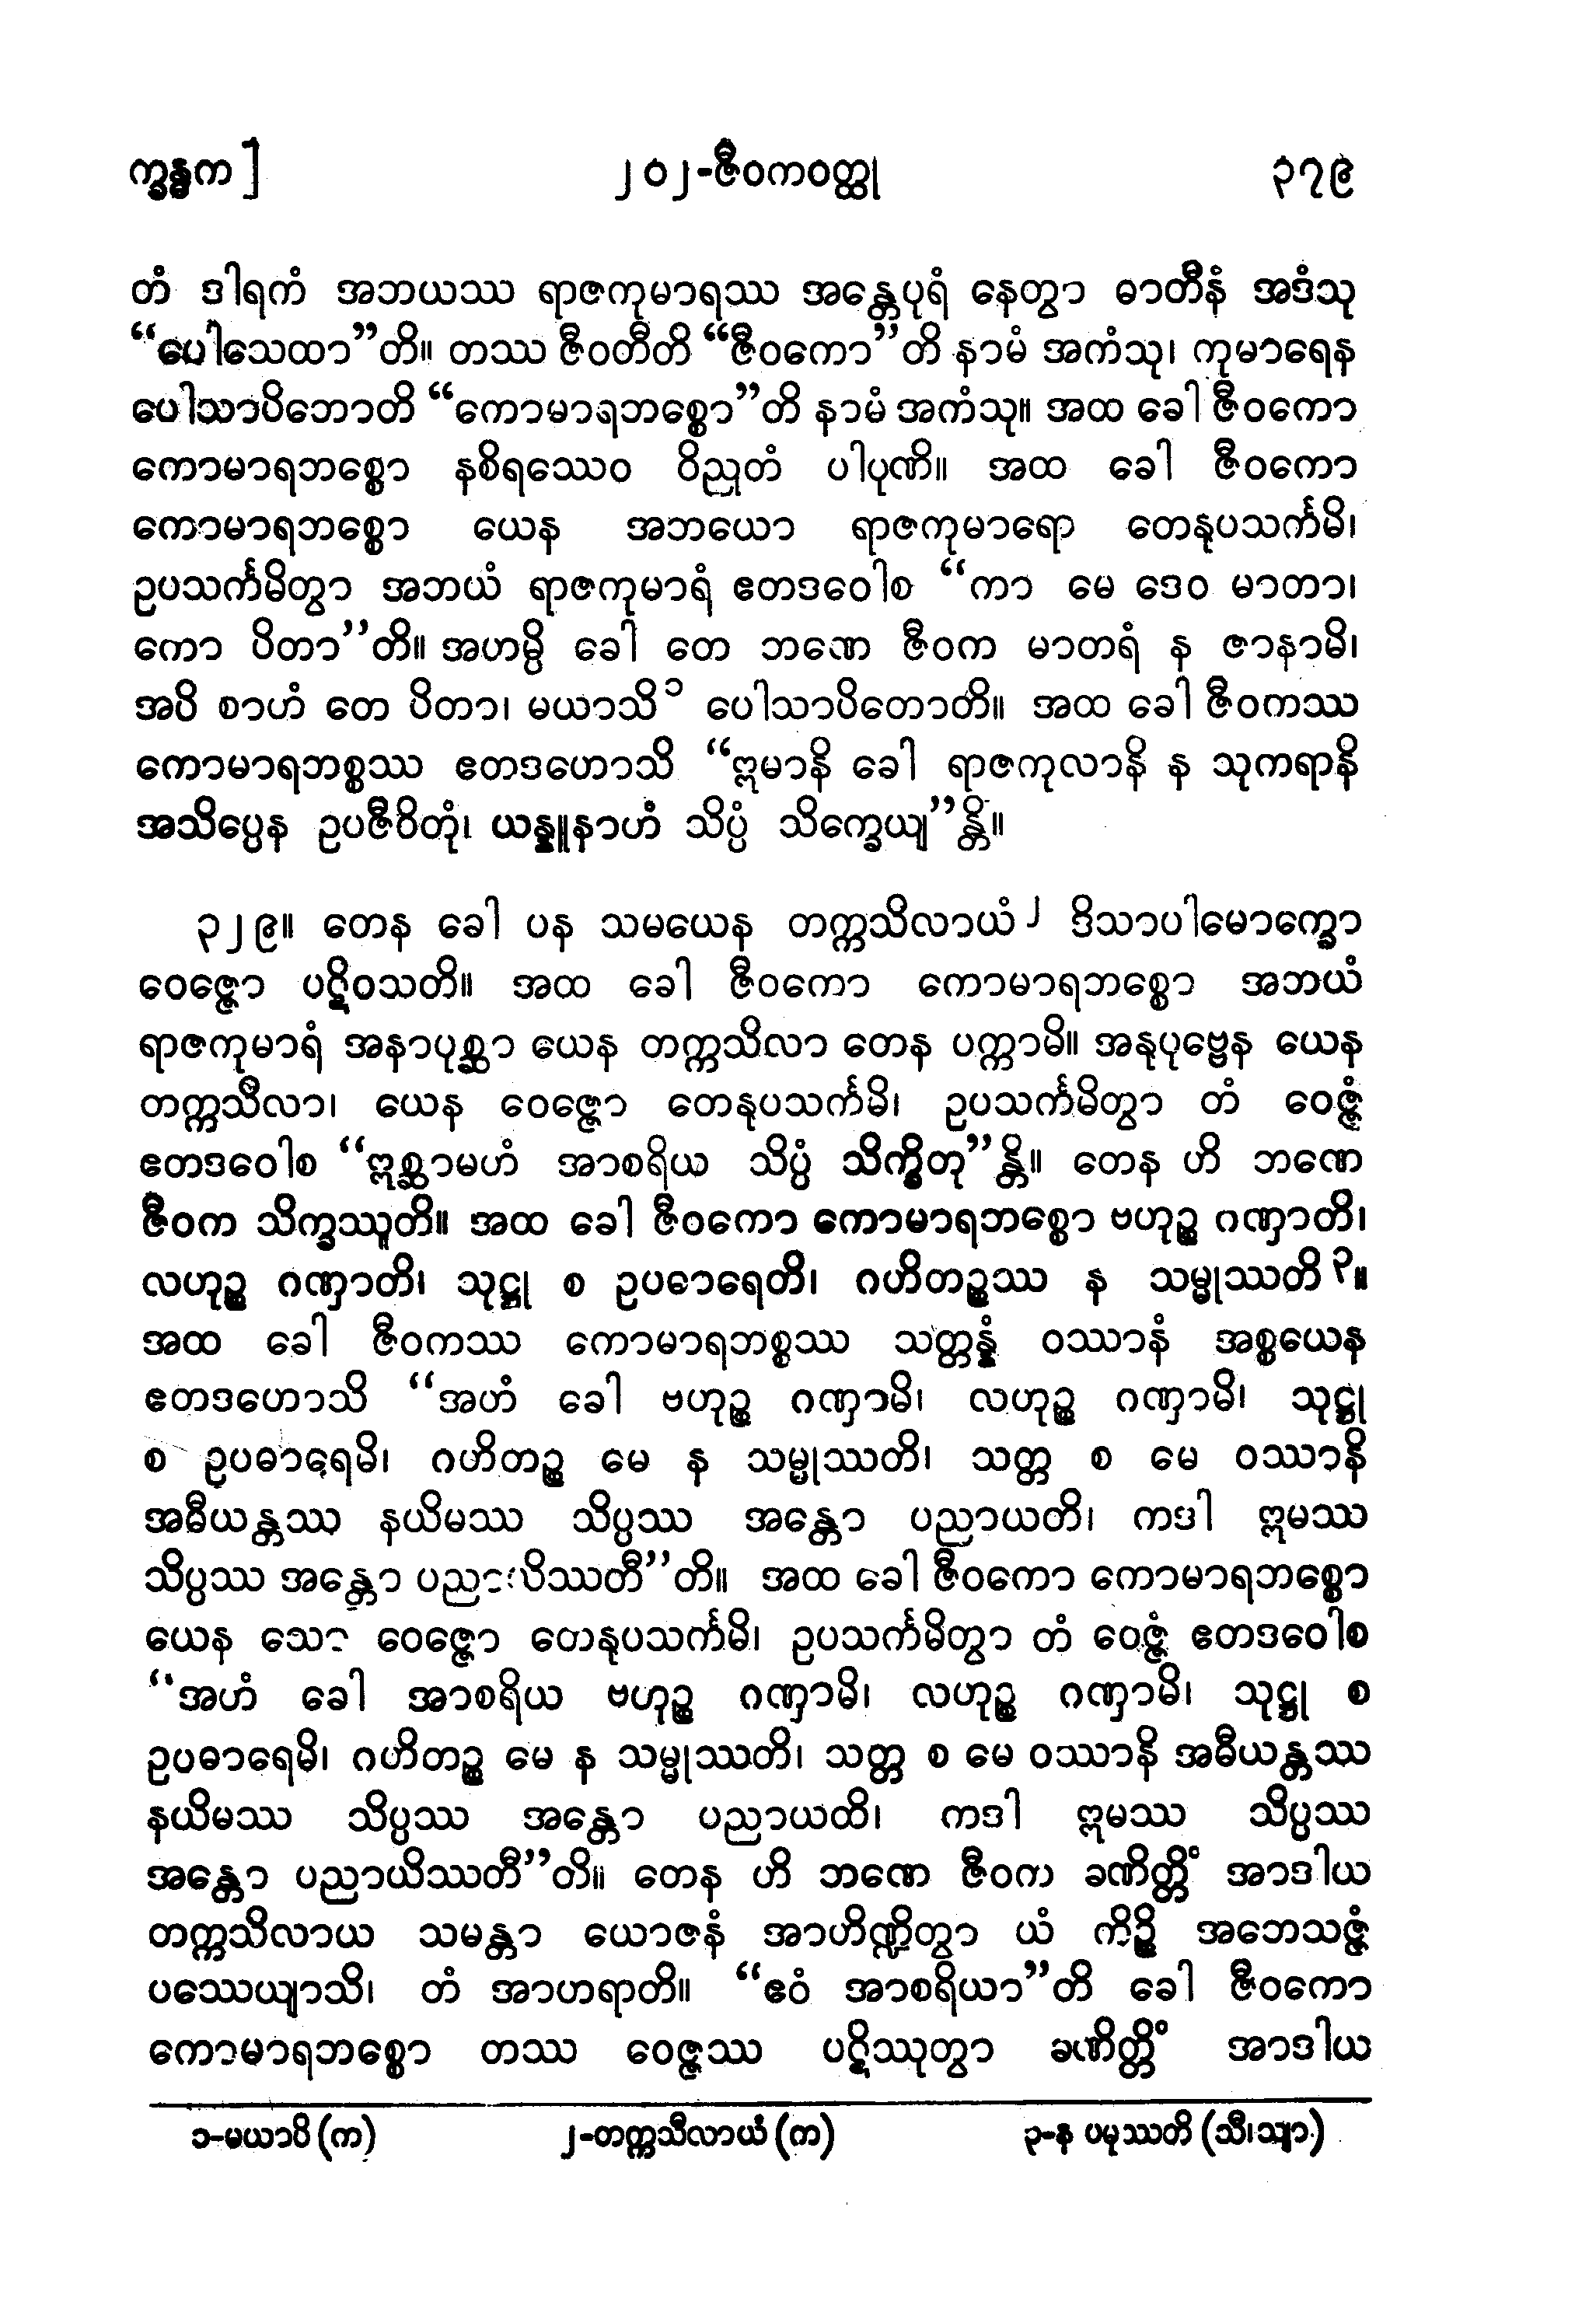 က္ခန္ဓက]
၂၀၂-ဇီဝကဝတ္ထု
၃၇၉
တံ ဒါရကံ အဘယဿ ရာဇကုမာရဿ အန္တေပုရံ နေတွာ ဓာတီနံ အဒံသု
“ပေါသေထာ”တိ။ တဿ ဇီဝတီတိ “ဇီဝကော”တိ နာမံ အကံသု၊ ကုမာရေန
ပေါသာပိဘောတိ “ကောမာရဘစ္စော”တိ နာမံ အကံသု။ အထ ခေါ ဇီဝကော
ကောမာရဘစ္စော နစိရဿေဝ ဝိညုတံ ပါပုဏိ။ အထ ခေါ ဇီဝကော
ကောမာရဘစ္စော ယေန အဘယော ရာဇကုမာရော တေနုပသင်္ကမိ၊
ဥပသင်္ကမိတွာ အဘယံ ရာဇကုမာရံ ဧတဒဝေါစ “ကာ မေ ဒေဝ မာတာ၊
ကော ပိတာ”တိ။ အဟမ္ပိ ခေါ တေ ဘဏေ ဇီဝက မာတရံ န ဇာနာမိ၊
အပိ စာဟံ တေ ပိတာ၊ မယာသိ၁ ပေါသာပိတောတိ။ အထ ခေါ ဇီဝကဿ
ကောမာရဘစ္စဿ ဧတဒဟောသိ “ဣမာနိ ခေါ ရာဇကုလာနိ န သုကရာနိ
အသိပ္ပေန ဥပဇီဝိတုံ၊ ယန္နူနာဟံ သိပ္ပံ သိက္ခေယျ”န္တိ။
၃၂၉။ တေန ခေါ ပန သမယေန တက္ကသိလာယံ၂ ဒိသာပါမောက္ခော
ဝေဇ္ဇော ပဋိဝသတိ။ အထ ခေါ ဇီဝကော ကောမာရဘစ္စော အဘယံ
ရာဇကုမာရံ အနာပုစ္ဆာ ယေန တက္ကသိလာ တေန ပက္ကာမိ။ အနုပုဗ္ဗေန ယေန
တက္ကသီလာ၊ ယေန ဝေဇ္ဇော တေနုပသင်္ကမိ၊ ဥပသင်္ကမိတွာ တံ ဝေဇ္ဇံ
ဧတဒဝေါစ “ဣစ္ဆာမဟံ အာစရိယ သိပ္ပံ သိက္ခိတု”န္တိ။ တေန ဟိ ဘဏေ
ဇီဝက သိက္ခဿူတိ။ အထ ခေါ ဇီဝကော ကောမာရဘစ္စော ဗဟုဉ္စ ဂဏှာတိ၊
လဟုဉ္စ ဂဏှာတိ၊ သုဋ္ဌု စ ဥပဓာရေတိ၊ ဂဟိတဉ္စဿ န သမ္မုဿတိ၃။
အထ ခေါ ဇီဝကဿ ကောမာရဘစ္စဿ သတ္တန္နံ ဝဿာနံ အစ္စယေန
ဧတဒဟောသိ “အဟံ ခေါ ဗဟုဉ္စ ဂဏှာမိ၊ လဟုဉ္စ ဂဏှာမိ၊ သုဋ္ဌု
စ ဥပဓာရေမိ၊ ဂဟိတဉ္စ မေ န သမ္မုဿတိ၊ သတ္တ စ မေ ဝဿာနိ
အဓီယန္တဿ နယိမဿ သိပ္ပဿ အန္တော ပညာယတိ၊ ကဒါ ဣမဿ
သိပ္ပဿ အန္တော ပညာယိဿတီ”တိ။ အထ ခေါ ဇီဝကော ကောမာရဘစ္စော
ယေန သော ဝေဇ္ဇော တေနုပသင်္ကမိ၊ ဥပသင်္ကမိတွာ တံ ဝေဇ္ဇံ ဧတဒဝေါစ
“အဟံ ခေါ အာစရိယ ဗဟုဉ္စ ဂဏှာမိ၊ လဟုဉ္စ ဂဏှာမိ၊ သုဋ္ဌု စ
ဥပဓာရေမိ၊ ဂဟိတဉ္စ မေ န သမ္မုဿတိ၊ သတ္တ စ မေ ဝဿာနိ အဓီယန္တဿ
နယိမဿ သိပ္ပဿ အန္တော ပညာယထိ၊ ကဒါ ဣမဿ သိပ္ပဿ
အန္တော ပညာယိဿတီ”တိ။ တေန ဟိ ဘဏေ ဇီဝက ခဏိတ္တိံ အာဒါယ
တက္ကသိလာယ သမန္တာ ယောဇနံ အာဟိဏ္ဍိတွာ ယံ ကိဉ္စိ အဘေသဇ္ဇံ
ပဿေယျာသိ၊ တံ အာဟရာတိ။ “ဧဝံ အာစရိယာ”တိ ခေါ ဇီဝကော
ကောမာရဘစ္စော တဿ ဝေဇ္ဇဿ ပဋိဿုတွာ ခဏိတ္တိံ အာဒါယ
၁-မယာပိ (က)
၂-တက္ကသီလာယံ (က)
၃-န ပမုဿတိ (သီ၊သျာ)